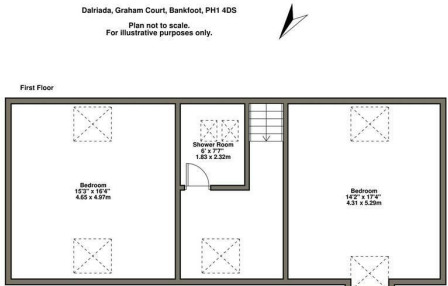 Dalriada, Graham Court, Bankfoot, PH1 4DS
Plan not to scale.
For illustrative purposes only.
First Floor
Shower Room
6' x 7'7"
1.83 x 2.32m
Bedroom
15'3" x 16'4"
4.65 x 4.97m
Bedroom
14'2" x 17'4"
4.31 x 5.29m